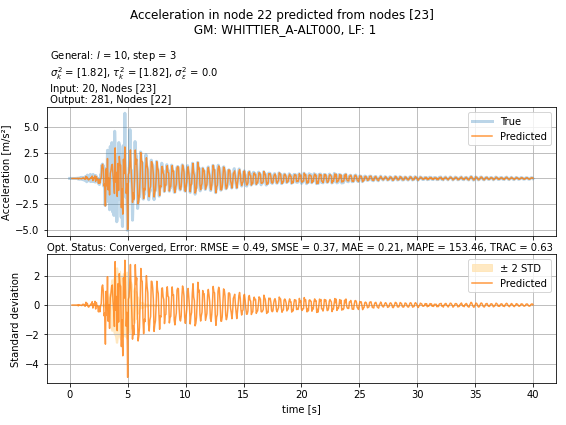 Acceleration in node 22 predicted from nodes [23]
GM: WHITTIER_A-ALT000, LF: 1
General: l = 10, step = 3
σ²ₖ = [1.82], τ²ₖ = [1.82], σ²ε = 0.0
Input: 20, Nodes [23]
Output: 281, Nodes [22]
Acceleration [m/s²]
5.0
2.5
0.0
−2.5
−5.0
True
Predicted
Opt. Status: Converged, Error: RMSE = 0.49, SMSE = 0.37, MAE = 0.21, MAPE = 153.46, TRAC = 0.63
Standard deviation
2
0
−2
−4
± 2 STD
Predicted
0 5 10 15 20 25 30 35 40
time [s]